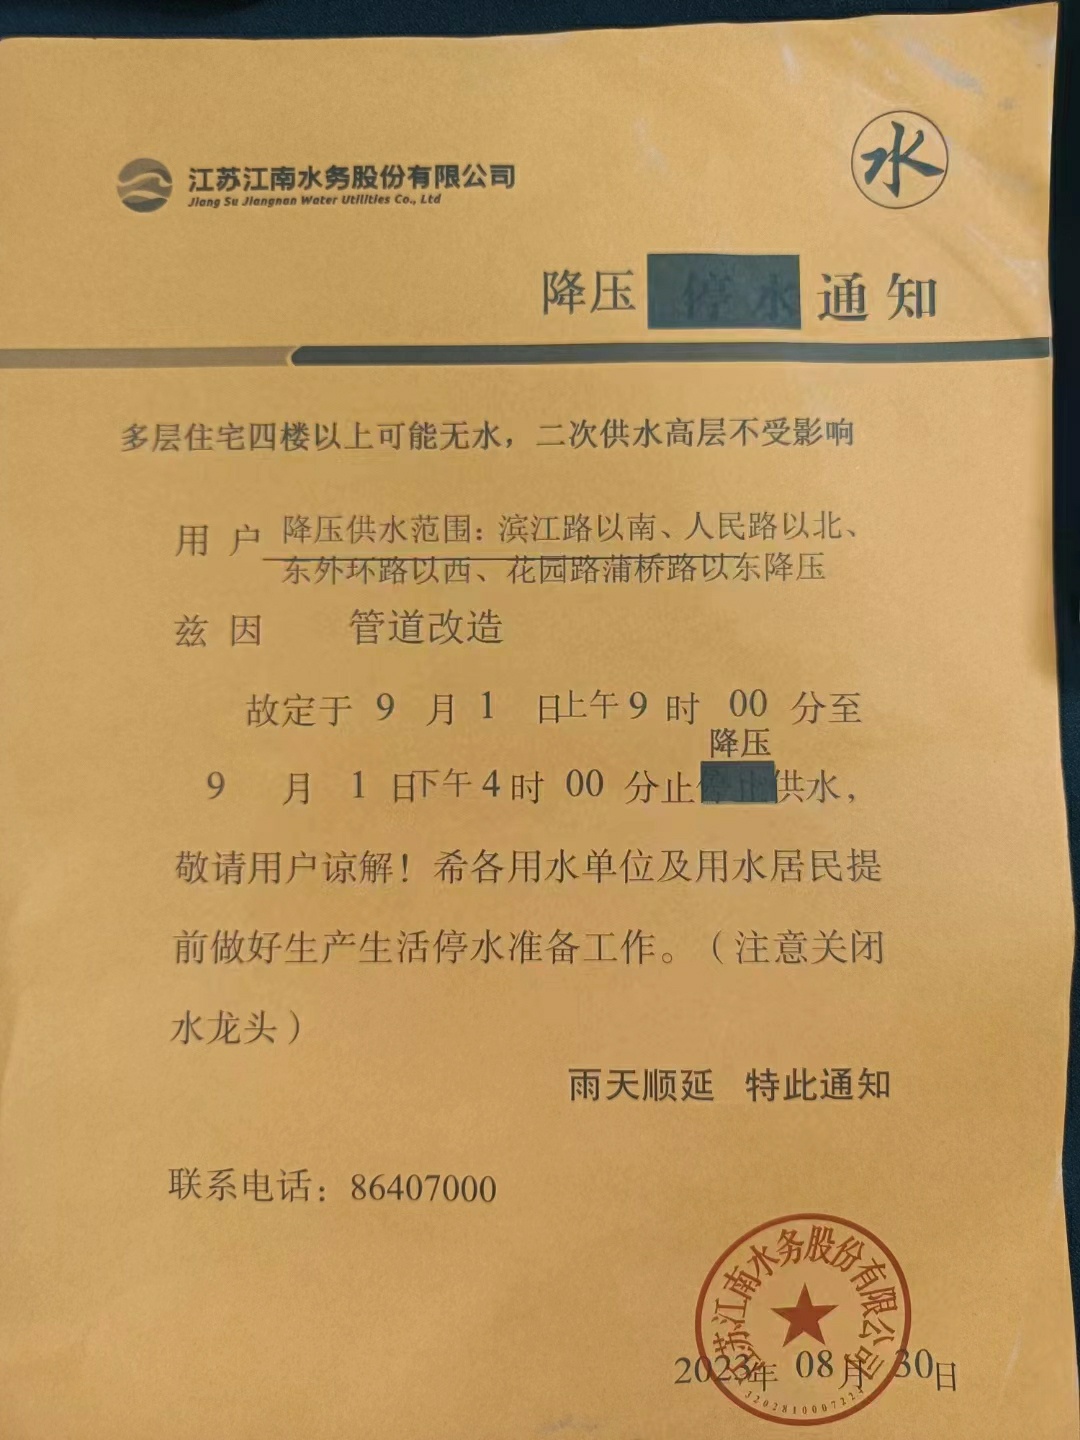 江苏江南水务股份有限公司
Jiang Su Jiangnan Water Utilities Co., Ltd
水
降压 停水 通知
多层住宅四楼以上可能无水，二次供水高层不受影响
用户 降压供水范围：滨江路以南、人民路以北、
东外环路以西、花园路蒲桥路以东降压
兹因 管道改造
故定于 9 月 1 日上午 9 时 00 分至
降压
9 月 1 日下午 4 时 00 分止停止供水，
敬请用户谅解！希各用水单位及用水居民提
前做好生产生活停水准备工作。（注意关闭
水龙头）
雨天顺延 特此通知
联系电话：86407000
江苏江南水务股份有限公司
2023年 08月 30日